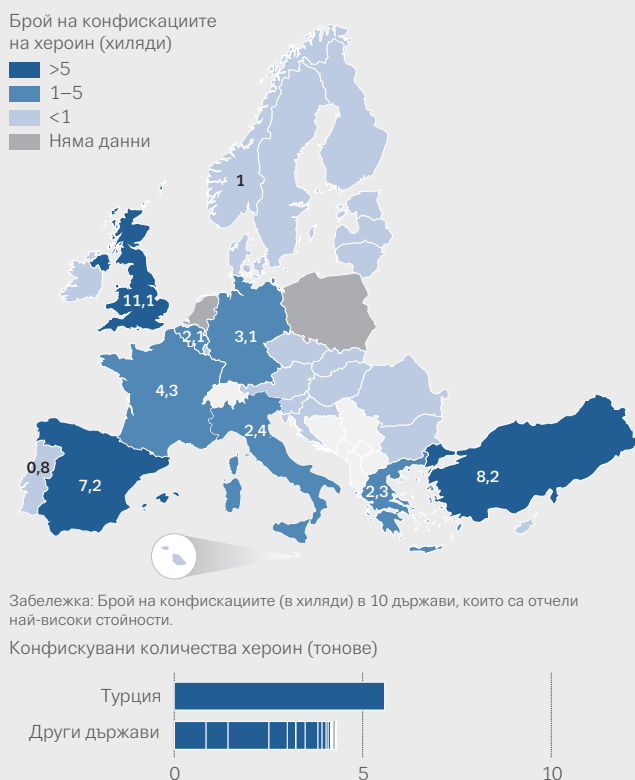 Брой на конфискациите
на хероин (хиляди)
>5
1–5
<1
Няма данни
1
11,1
2,1
3,1
4,3
2,4
0,8
7,2
2,3
8,2
Забележка: Брой на конфискациите (в хиляди) в 10 държави, които са отчели
най-високи стойности.
Конфискувани количества хероин (тонове)
Турция
Други държави
0
5
10